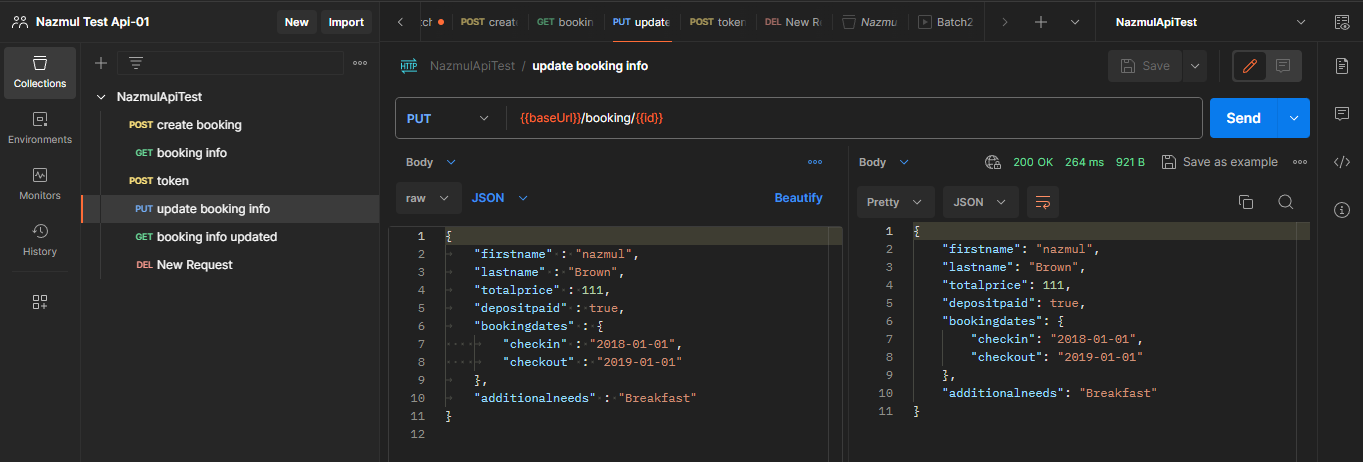 Nazmul Test Api-01
New
Import
Collections
Environments
Monitors
History
NazmulApiTest
POST create booking
GET booking info
POST token
PUT update booking info
GET booking info updated
DEL New Request
POST create
GET bookin
PUT update
POST token
DEL New R
Nazmu
Batch2
NazmulApiTest
HTTP NazmulApiTest / update booking info
Save
PUT {{baseUrl}}/booking/{{id}}
Send
Body
raw JSON Beautify
1 {
2 "firstname" : "nazmul",
3 "lastname" : "Brown",
4 "totalprice" : 111,
5 "depositpaid" : true,
6 "bookingdates" : {
7 "checkin" : "2018-01-01",
8 "checkout" : "2019-01-01"
9 },
10 "additionalneeds" : "Breakfast"
11 }
12
Body 200 OK 264 ms 921 B Save as example
Pretty JSON
1 {
2 "firstname": "nazmul",
3 "lastname": "Brown",
4 "totalprice": 111,
5 "depositpaid": true,
6 "bookingdates": {
7 "checkin": "2018-01-01",
8 "checkout": "2019-01-01"
9 },
10 "additionalneeds": "Breakfast"
11 }